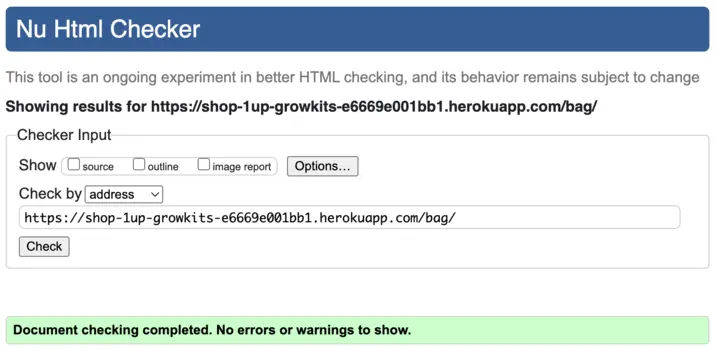 Nu Html Checker
This tool is an ongoing experiment in better HTML checking, and its behavior remains subject to change
Showing results for https://shop-1up-growkits-e6669e001bb1.herokuapp.com/bag/
Checker Input
Show source outline image report Options...
Check by address
https://shop-1up-growkits-e6669e001bb1.herokuapp.com/bag/
Check
Document checking completed. No errors or warnings to show.